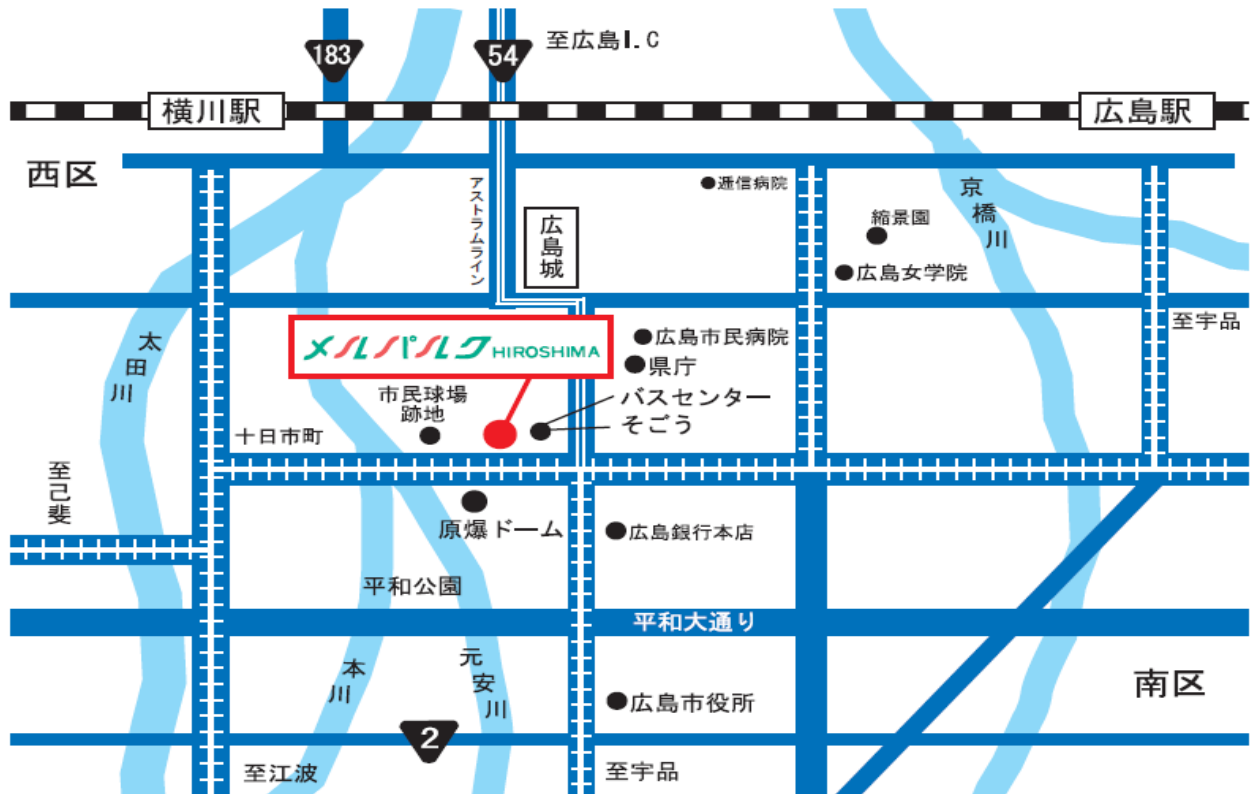 至広島I.C
183
54
横川駅
広島駅
西区
アストラムライン
広島城
逓信病院
縮景園
京橋川
広島女学院
至宇品
太田川
メルパルク HIROSHIMA
広島市民病院
県庁
市民球場
跡地
バスセンター
そごう
十日市町
至己斐
原爆ドーム
広島銀行本店
平和公園
平和大通り
本川
元安川
南区
広島市役所
2
至江波
至宇品